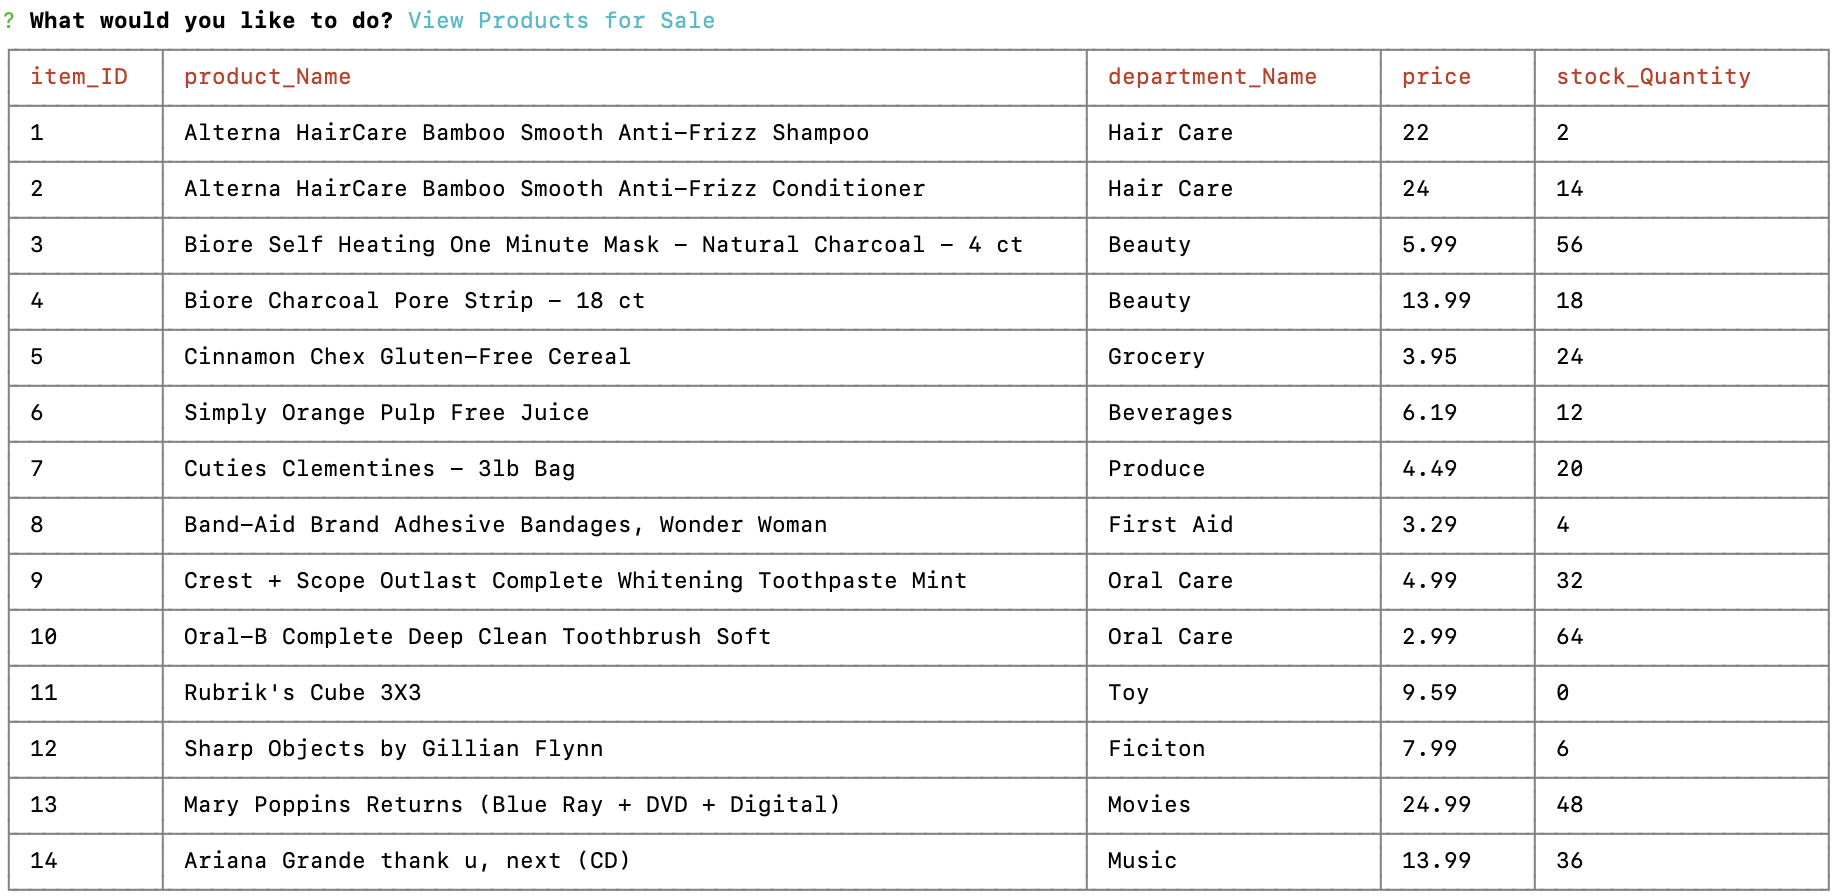 ? What would you like to do? View Products for Sale
item_ID product_Name department_Name price stock_Quantity
1 Alterna HairCare Bamboo Smooth Anti-Frizz Shampoo Hair Care 22 2
2 Alterna HairCare Bamboo Smooth Anti-Frizz Conditioner Hair Care 24 14
3 Biore Self Heating One Minute Mask - Natural Charcoal - 4 ct Beauty 5.99 56
4 Biore Charcoal Pore Strip - 18 ct Beauty 13.99 18
5 Cinnamon Chex Gluten-Free Cereal Grocery 3.95 24
6 Simply Orange Pulp Free Juice Beverages 6.19 12
7 Cuties Clementines - 3lb Bag Produce 4.49 20
8 Band-Aid Brand Adhesive Bandages, Wonder Woman First Aid 3.29 4
9 Crest + Scope Outlast Complete Whitening Toothpaste Mint Oral Care 4.99 32
10 Oral-B Complete Deep Clean Toothbrush Soft Oral Care 2.99 64
11 Rubrik's Cube 3X3 Toy 9.59 0
12 Sharp Objects by Gillian Flynn Ficiton 7.99 6
13 Mary Poppins Returns (Blue Ray + DVD + Digital) Movies 24.99 48
14 Ariana Grande thank u, next (CD) Music 13.99 36